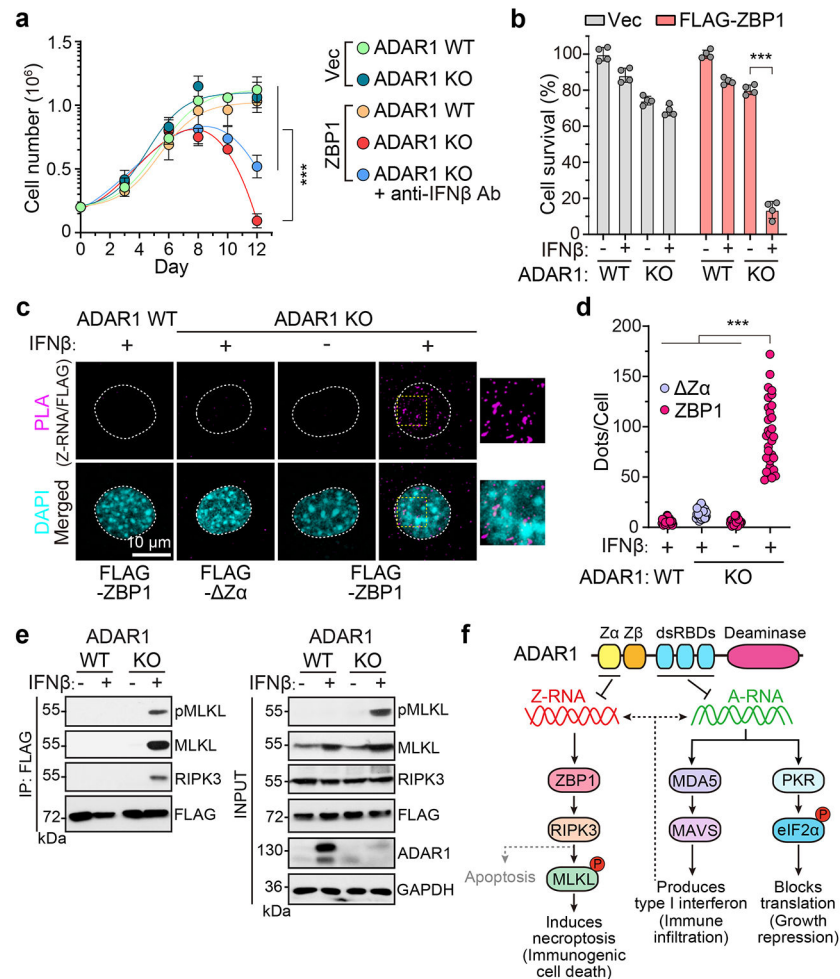 a
Cell number (10⁶)
1.5
1.0
0.5
0
0 2 4 6 8 10 12
Day
***
Vec
ADAR1 WT
ADAR1 KO
ZBP1
ADAR1 WT
ADAR1 KO
ADAR1 KO
+ anti-IFNβ Ab
b
Vec FLAG-ZBP1
Cell survival (%)
100
80
60
40
20
0
***
IFNβ: - + - + - + - +
ADAR1: WT KO WT KO
c
ADAR1 WT ADAR1 KO
IFNβ: + + - +
PLA
(Z-RNA/FLAG)
DAPI
Merged
10 μm
FLAG
-ZBP1
FLAG
-ΔZα
FLAG
-ZBP1
d
Dots/Cell
200
150
100
50
0
***
ΔZα
ZBP1
IFNβ: + + - +
ADAR1: WT KO
e
ADAR1
WT KO
IFNβ: - + - +
IP: FLAG
55 pMLKL
55 MLKL
55 RIPK3
72 FLAG
kDa
ADAR1
WT KO
IFNβ: - + - +
INPUT
55 pMLKL
55 MLKL
55 RIPK3
72 FLAG
130 ADAR1
36 GAPDH
kDa
f
Zα Zβ dsRBDs Deaminase
ADAR1
Z-RNA A-RNA
ZBP1 MDA5 PKR
P
RIPK3 MAVS eIF2α
Apoptosis
P
MLKL
Induces
necroptosis
(Immunogenic
cell death)
Produces
type I interferon
(Immune
infiltration)
Blocks
translation
(Growth
repression)